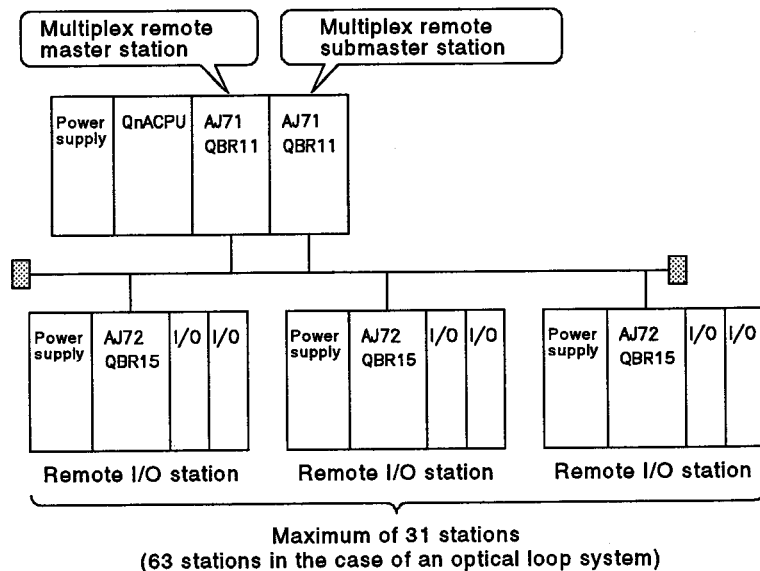 Multiplex remote
master station
Multiplex remote
submaster station
Power
supply
QnACPU
AJ71
QBR11
AJ71
QBR11
Power
supply
AJ72
QBR15
I/O
I/O
Power
supply
AJ72
QBR15
I/O
I/O
Power
supply
AJ72
QBR15
I/O
I/O
Remote I/O station
Remote I/O station
Remote I/O station
Maximum of 31 stations
(63 stations in the case of an optical loop system)